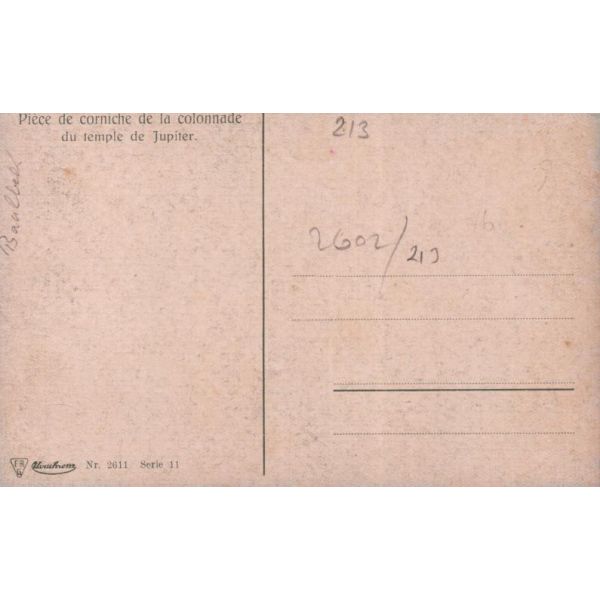 Pièce de corniche de la colonnade
du temple de Jupiter.
Baalbek
213
2602/213
Nr. 2611 Serie 11